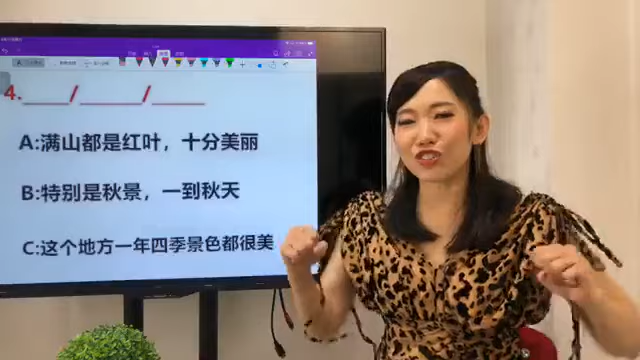 4.____/____/____
A:满山都是红叶，十分美丽
B:特别是秋景，一到秋天
C:这个地方一年四季景色都很美